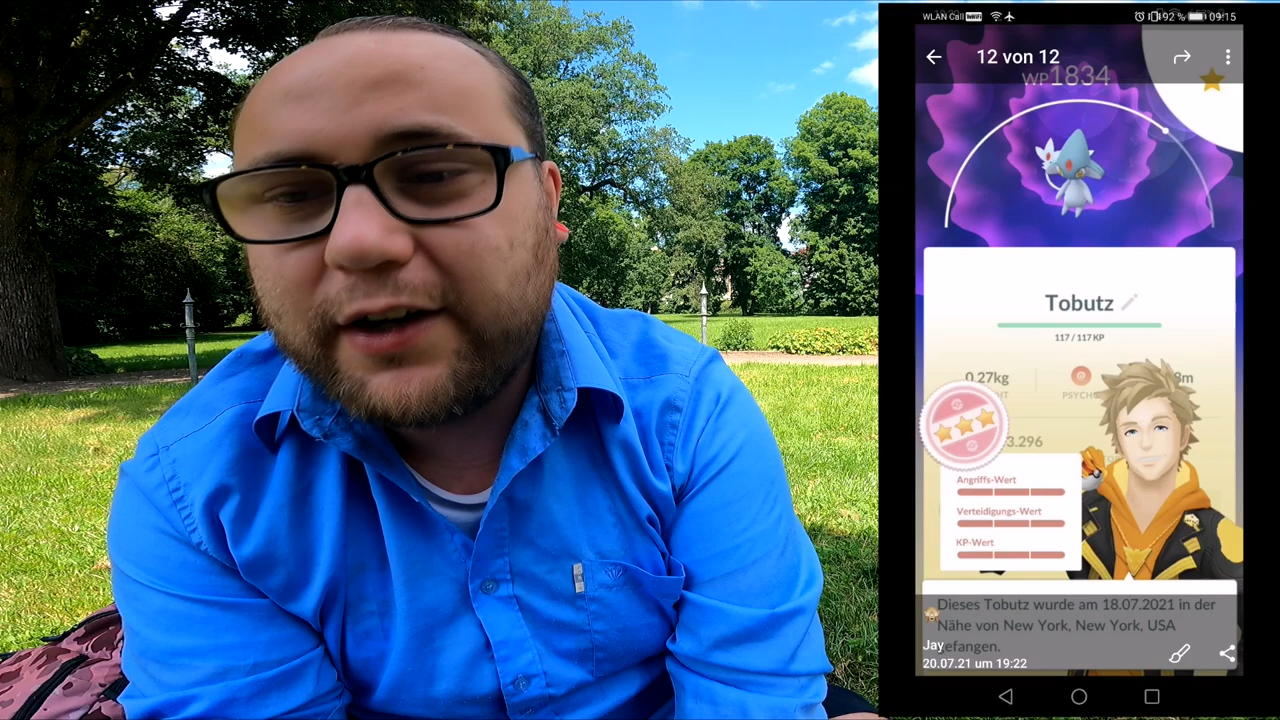 WLAN Call
92 %
09:15
12 von 12
WP1834
Tobutz
117 / 117 KP
0.27kg
3.296
Angriffs-Wert
Verteidigungs-Wert
KP-Wert
Dieses Tobutz wurde am 18.07.2021 in der
Nähe von New York, New York, USA
gefangen.
Jay
20.07.21 um 19:22